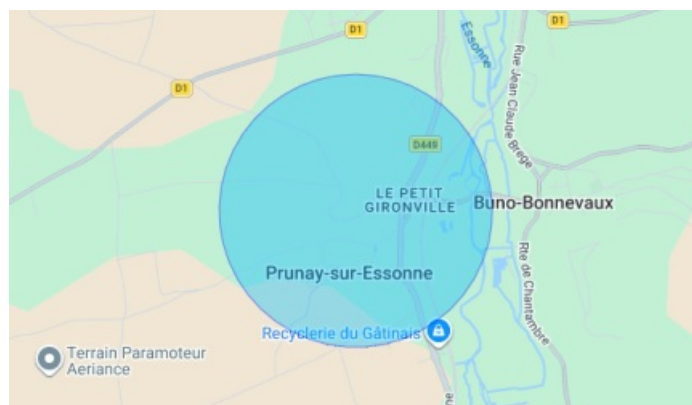 D1
D1
Essonne
Rue Jean Claude Brege
D1
D449
LE PETIT
GIRONVILLE
Buno-Bonnevaux
Prunay-sur-Essonne
Rte de Chantambre
Recyclerie du Gâtinais
Terrain Paramoteur
Aeriance